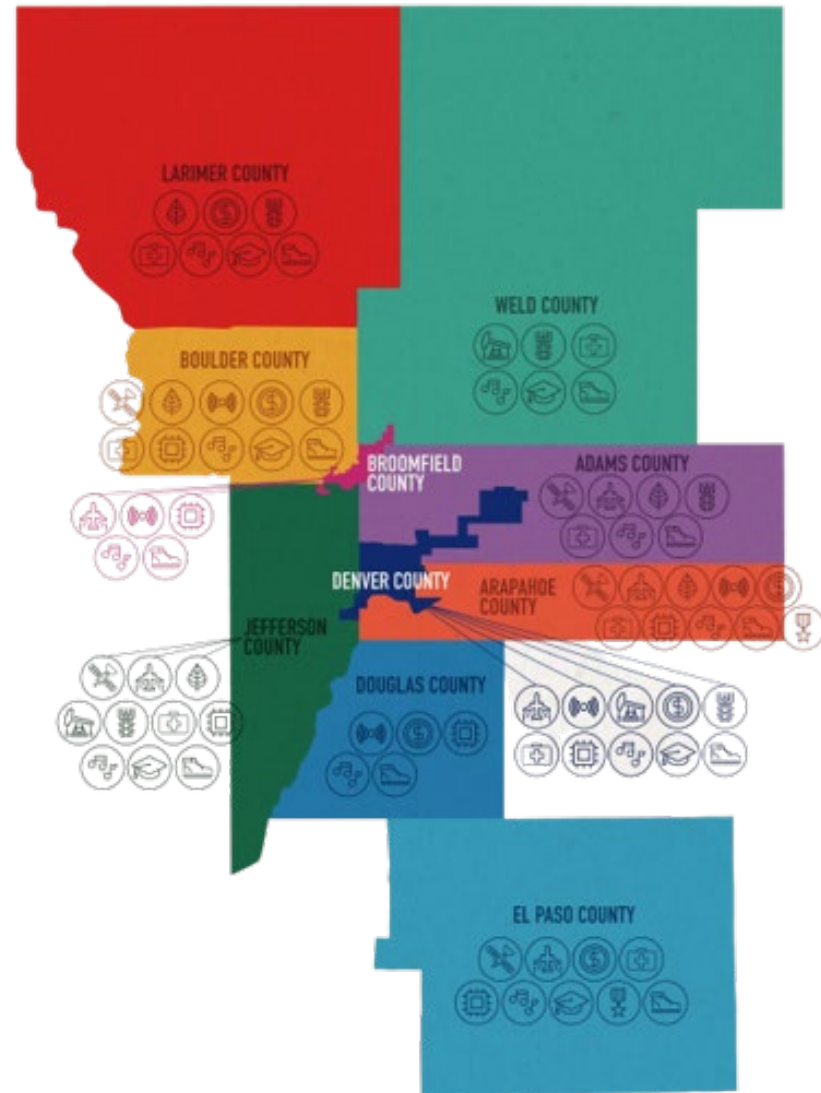 LARIMER COUNTY
WELD COUNTY
BOULDER COUNTY
BROOMFIELD
COUNTY
ADAMS COUNTY
DENVER COUNTY
ARAPAHOE
COUNTY
JEFFERSON
COUNTY
DOUGLAS COUNTY
EL PASO COUNTY